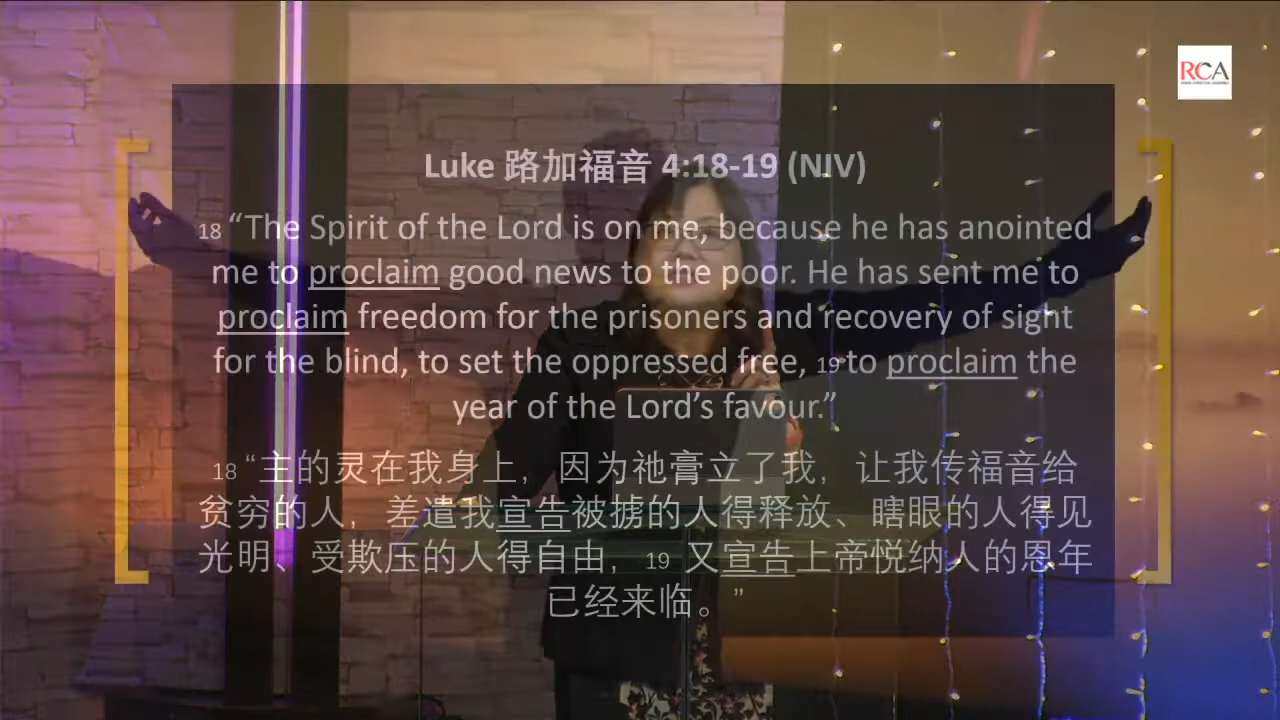 RCA
Luke 路加福音 4:18-19 (NIV)
18 “The Spirit of the Lord is on me, because he has anointed
me to proclaim good news to the poor. He has sent me to
proclaim freedom for the prisoners and recovery of sight
for the blind, to set the oppressed free, 19 to proclaim the
year of the Lord’s favour.”
18 “主的灵在我身上，因为祂膏立了我，让我传福音给
贫穷的人，差遣我宣告被掳的人得释放、瞎眼的人得见
光明、受欺压的人得自由，19 又宣告上帝悦纳人的恩年
已经来临。”